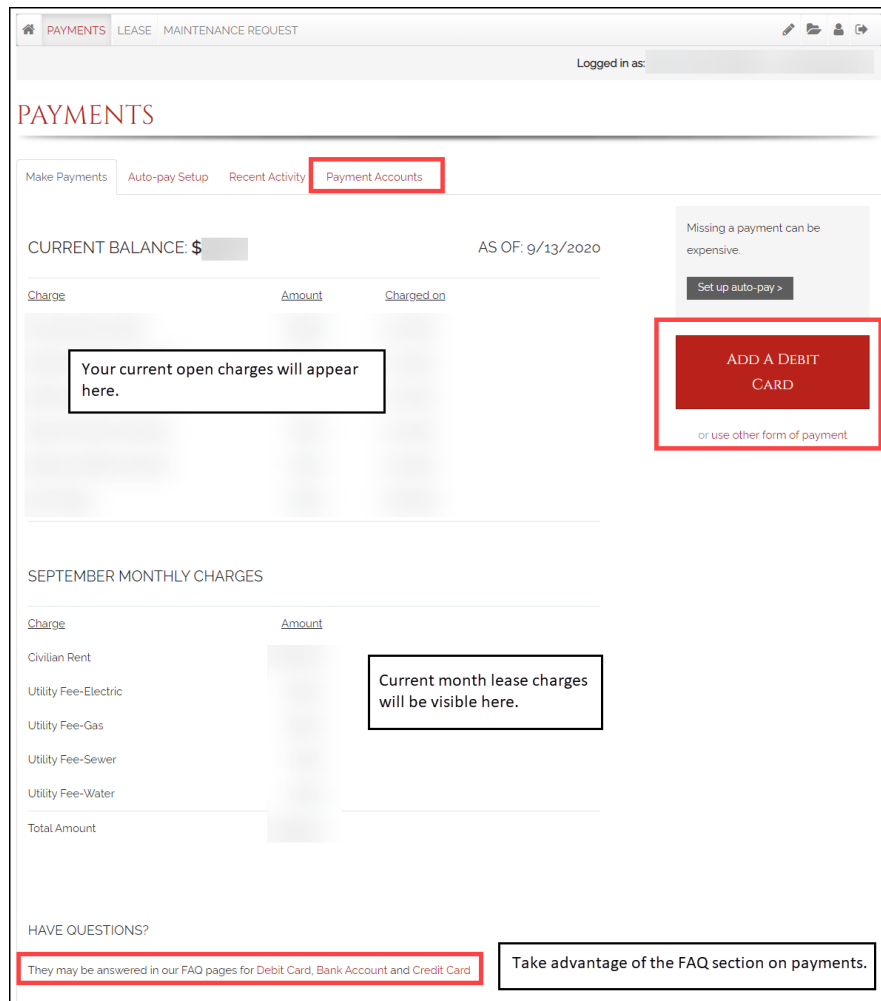 PAYMENTS LEASE MAINTENANCE REQUEST
Logged in as:
PAYMENTS
Make Payments Auto-pay Setup Recent Activity Payment Accounts
CURRENT BALANCE: $ AS OF: 9/13/2020
Missing a payment can be
expensive.
Set up auto-pay >
Charge Amount Charged on
Your current open charges will appear
here.
ADD A DEBIT
CARD
or use other form of payment
SEPTEMBER MONTHLY CHARGES
Charge Amount
Civilian Rent
Utility Fee-Electric
Utility Fee-Gas
Utility Fee-Sewer
Utility Fee-Water
Total Amount
Current month lease charges
will be visible here.
HAVE QUESTIONS?
They may be answered in our FAQ pages for Debit Card, Bank Account and Credit Card
Take advantage of the FAQ section on payments.